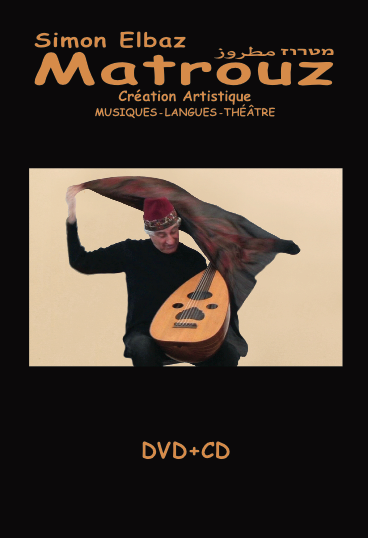 Simon Elbaz
مطروز מטרוז
Matrouz
Création Artistique
MUSIQUES-LANGUES-THÉÂTRE
DVD+CD